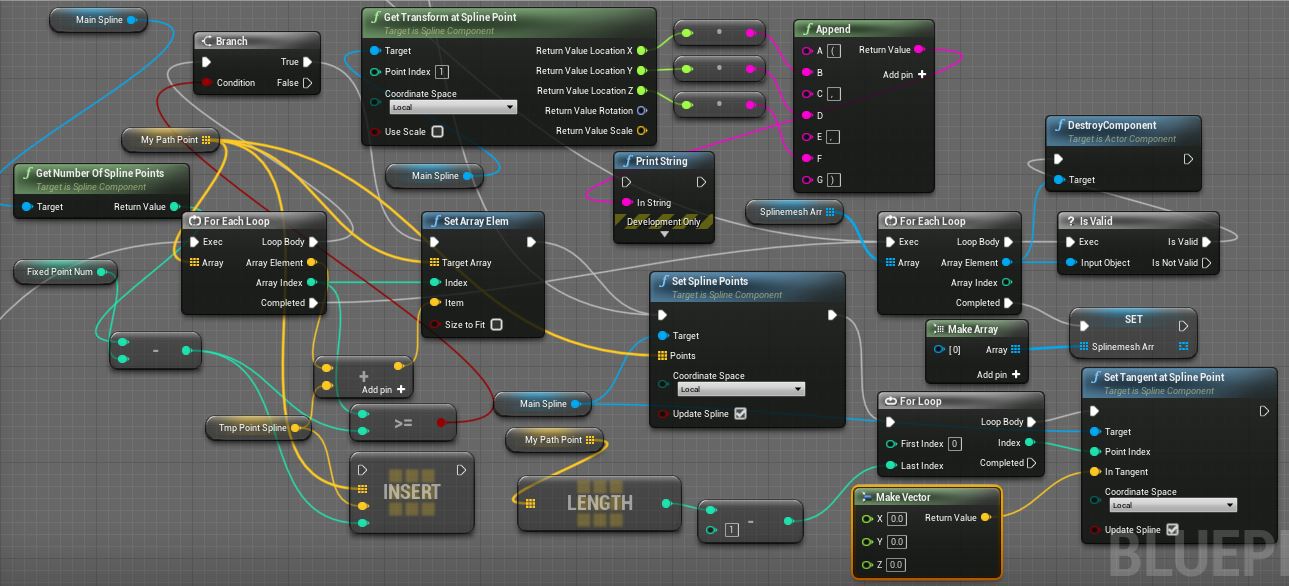 Main Spline
Branch
True
Condition
False
My Path Point
Get Number Of Spline Points
Target is Spline Component
Target
Return Value
Fixed Point Num
For Each Loop
Exec
Loop Body
Array
Array Element
Array Index
Completed
-
Tmp Point Spline
+
Add pin +
>=
INSERT
Get Transform at Spline Point
Target is Spline Component
Target
Return Value Location X
Point Index 1
Return Value Location Y
Coordinate Space
Return Value Location Z
Local
Return Value Rotation
Use Scale
Return Value Scale
Main Spline
Set Array Elem
Target Array
Index
Item
Size to Fit
Append
A (
Return Value
B
Add pin +
C ,
D
E ,
F
G )
Print String
In String
Development Only
Set Spline Points
Target is Spline Component
Target
Points
Coordinate Space
Local
Update Spline
Main Spline
My Path Point
LENGTH
1
-
Splinemesh Arr
For Each Loop
Exec
Loop Body
Array
Array Element
Array Index
Completed
DestroyComponent
Target is Actor Component
Target
? Is Valid
Exec
Is Valid
Input Object
Is Not Valid
Make Array
[0]
Array
Add pin +
SET
Splinemesh Arr
For Loop
Loop Body
First Index 0
Index
Last Index
Completed
Make Vector
X 0.0
Return Value
Y 0.0
Z 0.0
Set Tangent at Spline Point
Target is Spline Component
Target
Point Index
In Tangent
Coordinate Space
Local
Update Spline
BLUEP